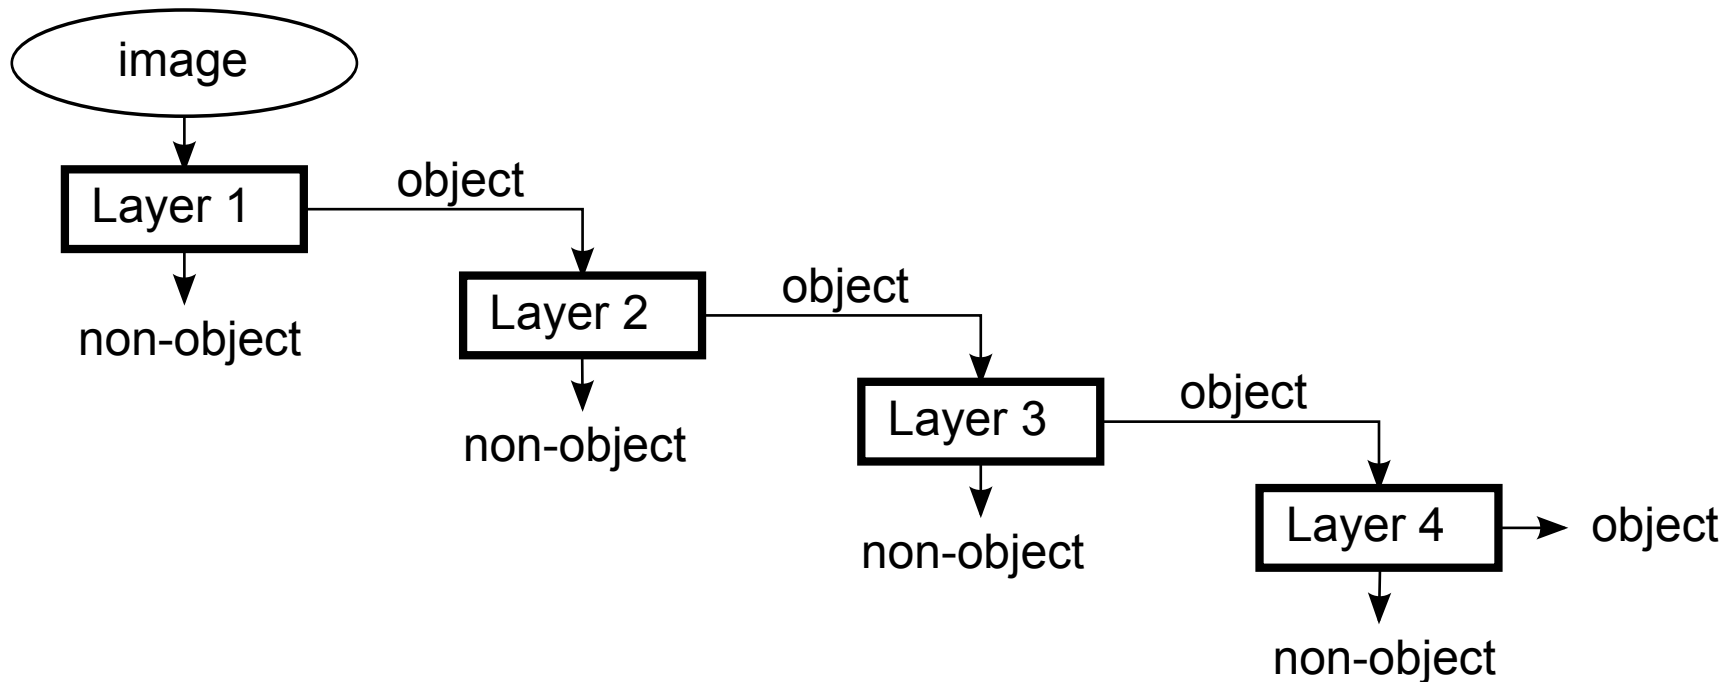 image
Layer 1
object
non-object
Layer 2
object
non-object
Layer 3
object
non-object
Layer 4
object
non-object